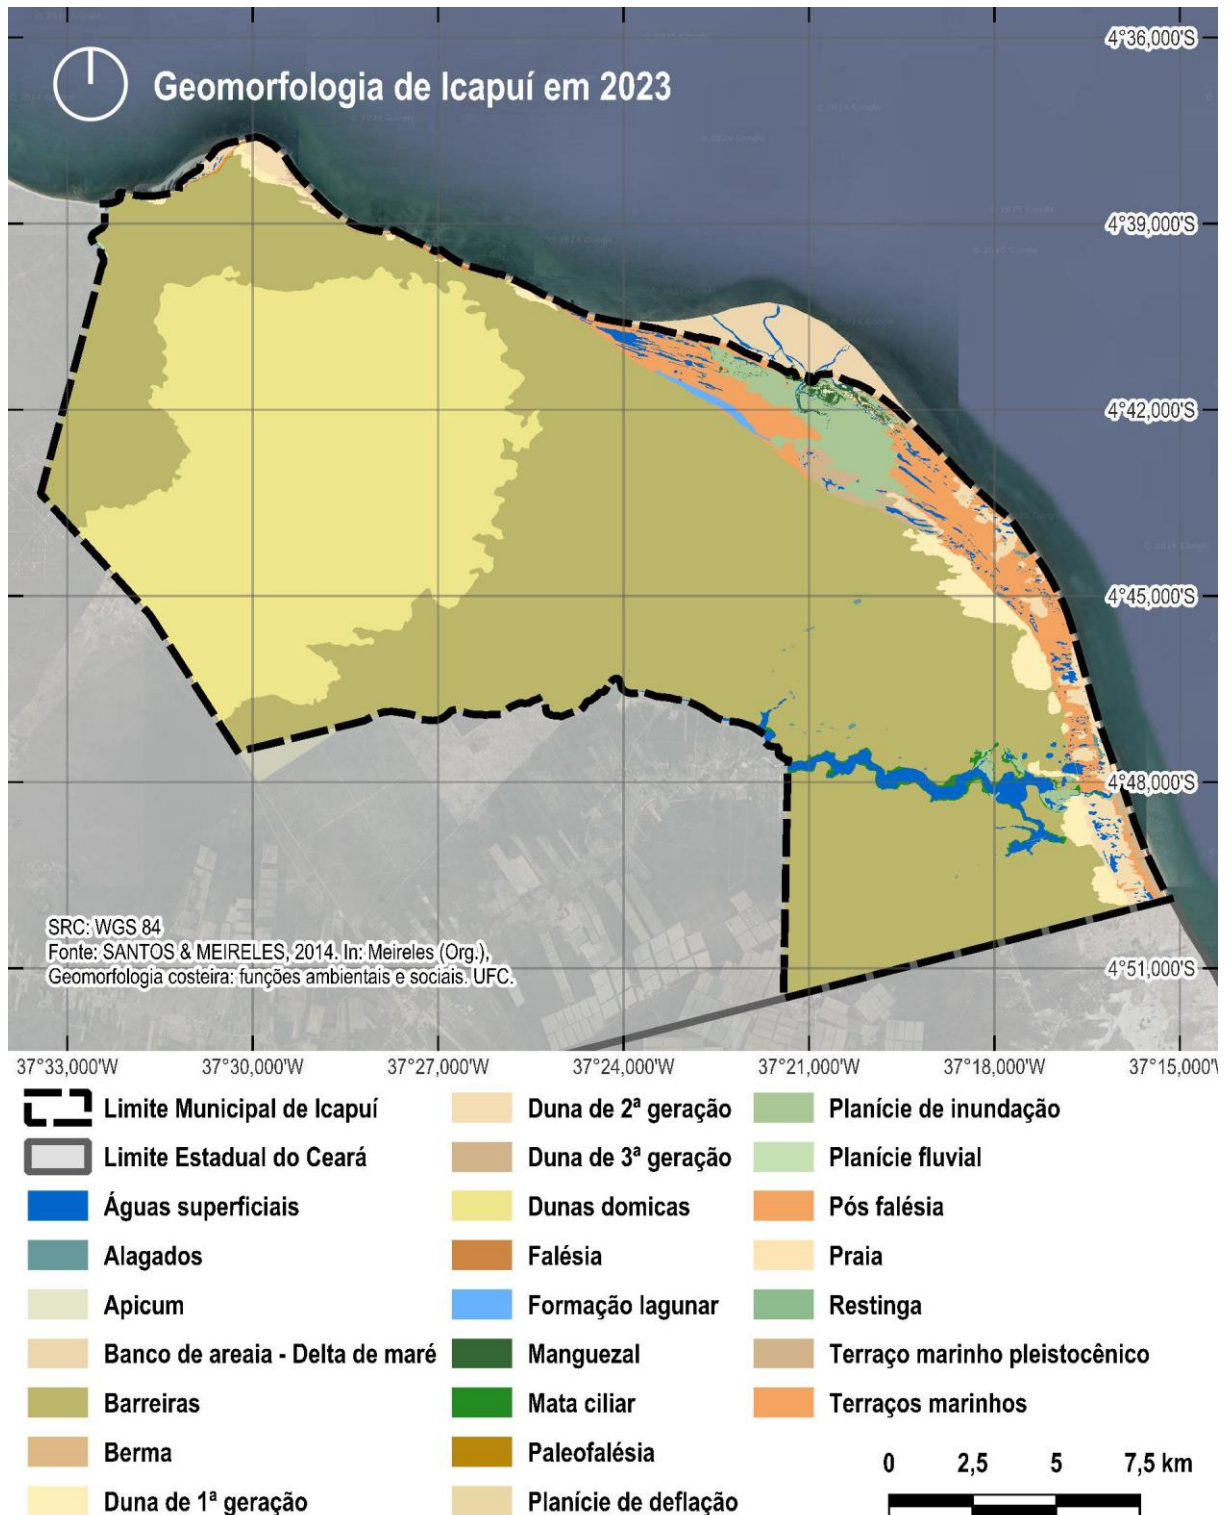 Geomorfologia de Icapuí em 2023
4°36,000'S
4°39,000'S
4°42,000'S
4°45,000'S
4°48,000'S
4°51,000'S
SRC: WGS 84
Fonte: SANTOS & MEIRELES, 2014. In: Meireles (Org.),
Geomorfologia costeira: funções ambientais e sociais. UFC.
37°33,000'W 37°30,000'W 37°27,000'W 37°24,000'W 37°21,000'W 37°18,000'W 37°15,000'W
Limite Municipal de Icapuí
Limite Estadual do Ceará
Águas superficiais
Alagados
Apicum
Banco de areaia - Delta de maré
Barreiras
Berma
Duna de 1ª geração
Duna de 2ª geração
Duna de 3ª geração
Dunas domicas
Falésia
Formação lagunar
Manguezal
Mata ciliar
Paleofalésia
Planície de deflação
Planície de inundação
Planície fluvial
Pós falésia
Praia
Restinga
Terraço marinho pleistocênico
Terraços marinhos
0 2,5 5 7,5 km